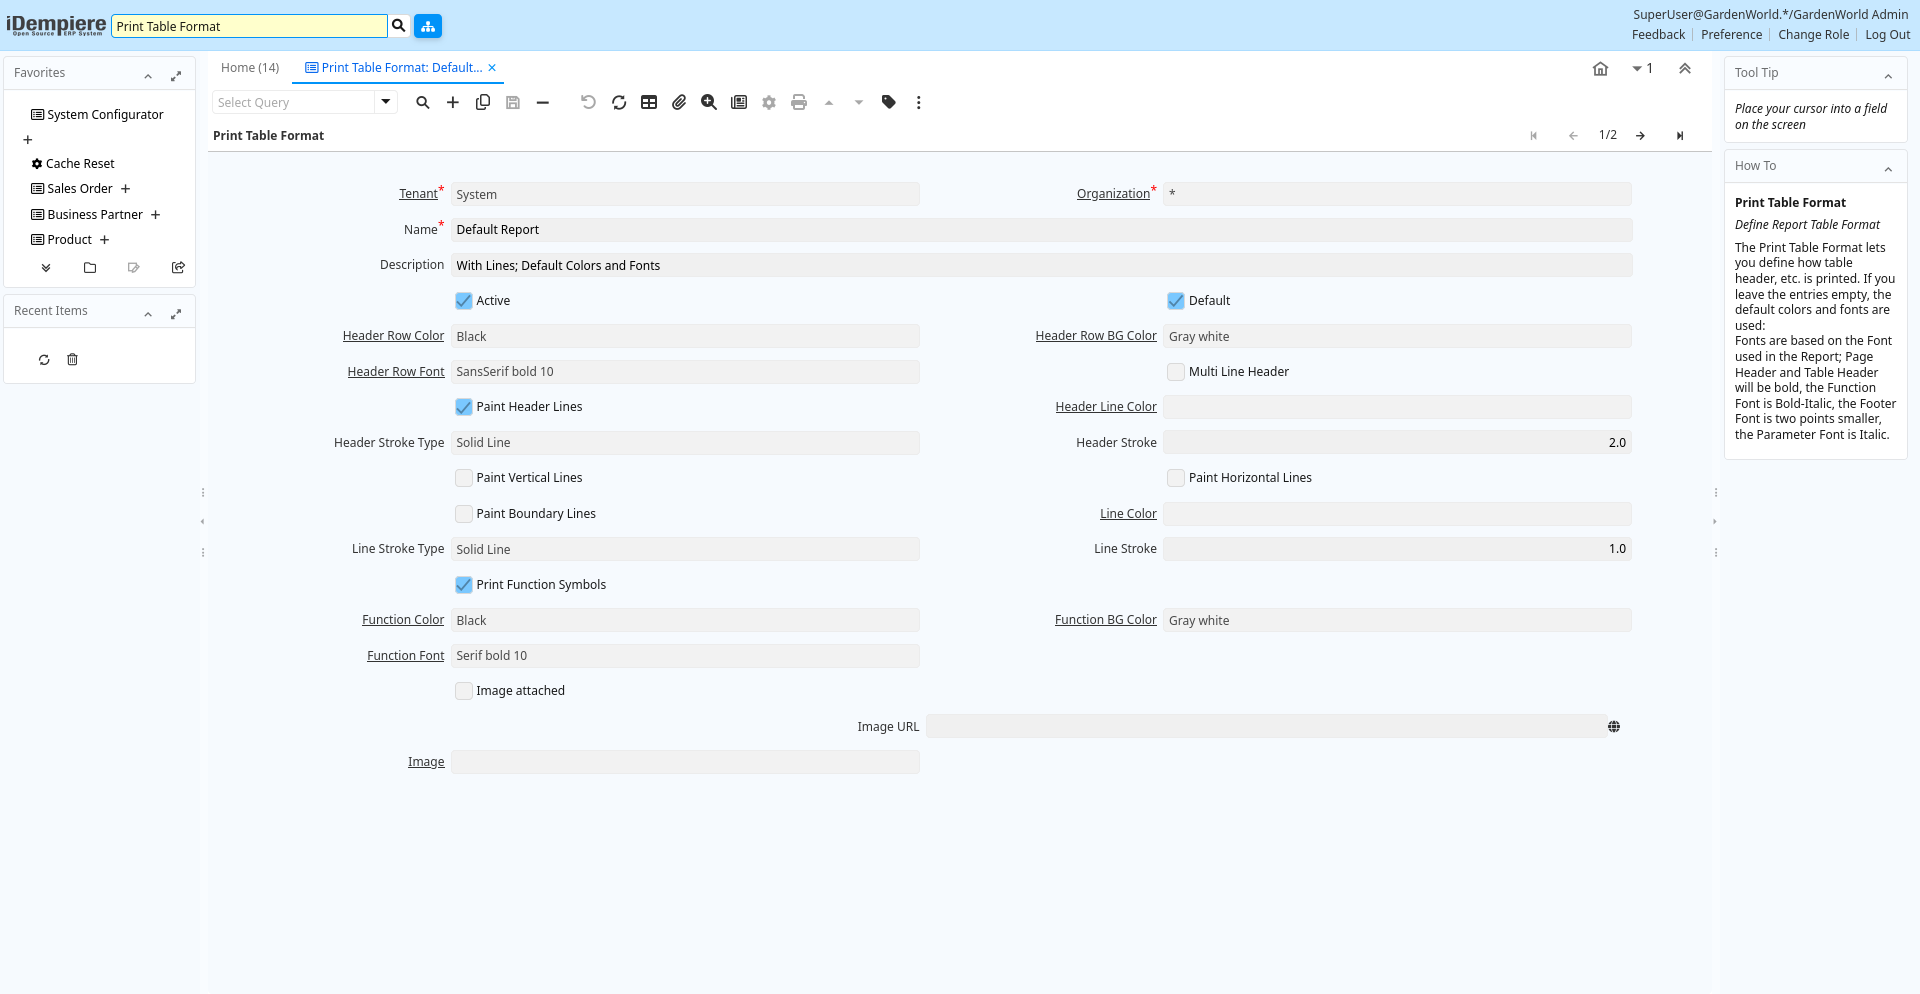 iDempiere
Open Source ERP System
Print Table Format
SuperUser@GardenWorld.*/GardenWorld Admin
Feedback
Preference
Change Role
Log Out
Favorites
System Configurator
Cache Reset
Sales Order
Business Partner
Product
Recent Items
Home (14)
Print Table Format: Default...
1
Select Query
Print Table Format
1/2
Tenant*
System
Organization*
*
Name*
Default Report
Description
With Lines; Default Colors and Fonts
Active
Default
Header Row Color
Black
Header Row BG Color
Gray white
Header Row Font
SansSerif bold 10
Multi Line Header
Paint Header Lines
Header Line Color
Header Stroke Type
Solid Line
Header Stroke
2.0
Paint Vertical Lines
Paint Horizontal Lines
Paint Boundary Lines
Line Color
Line Stroke Type
Solid Line
Line Stroke
1.0
Print Function Symbols
Function Color
Black
Function BG Color
Gray white
Function Font
Serif bold 10
Image attached
Image URL
Image
Tool Tip
Place your cursor into a field
on the screen
How To
Print Table Format
Define Report Table Format
The Print Table Format lets
you define how table
header, etc. is printed. If you
leave the entries empty, the
default colors and fonts are
used:
Fonts are based on the Font
used in the Report; Page
Header and Table Header
will be bold, the Function
Font is Bold-Italic, the Footer
Font is two points smaller,
the Parameter Font is Italic.